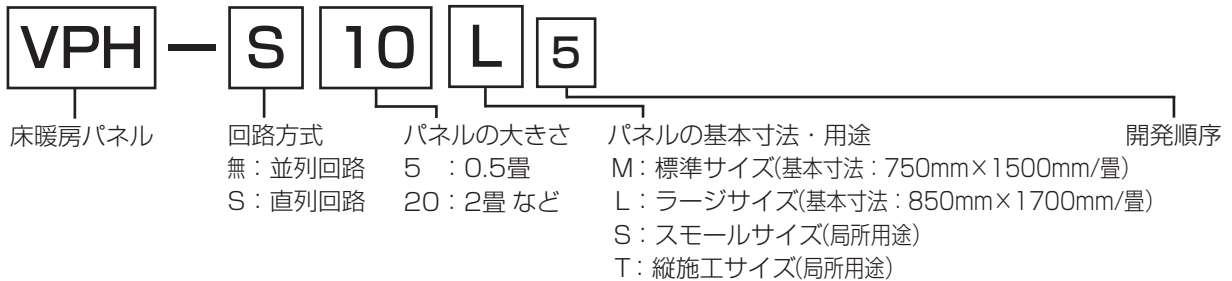 VPH－S 10 L 5
床暖房パネル 回路方式 パネルの大きさ パネルの基本寸法・用途 開発順序
無：並列回路 5 ：0.5畳 M：標準サイズ(基本寸法：750mm×1500mm/畳)
S：直列回路 20：2畳 など L：ラージサイズ(基本寸法：850mm×1700mm/畳)
S：スモールサイズ(局所用途)
T：縦施工サイズ(局所用途)